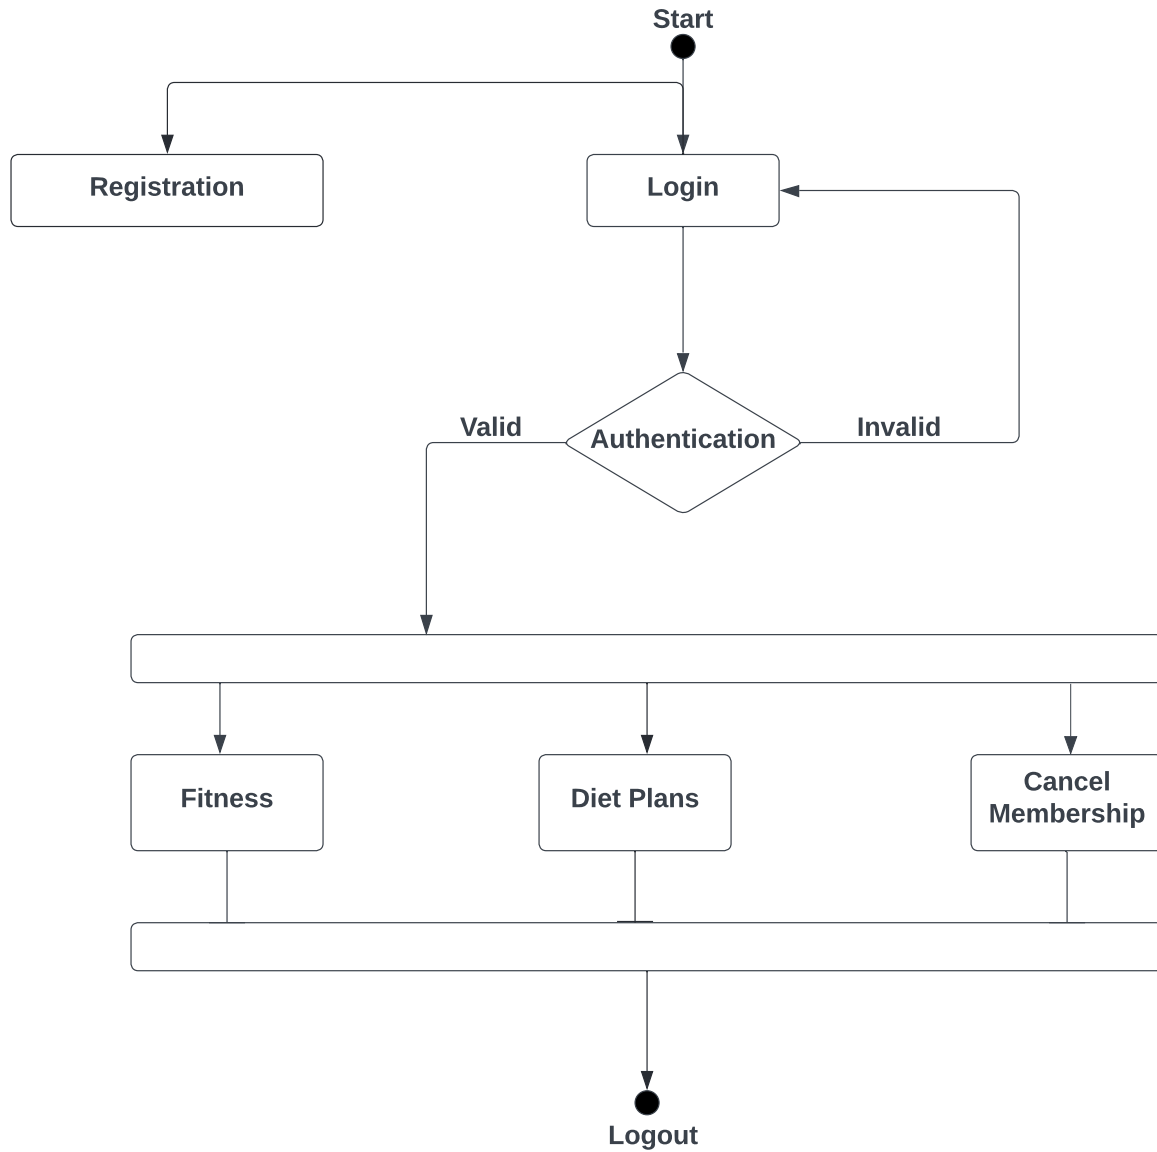 Start
Registration
Login
Valid
Authentication
Invalid
Fitness
Diet Plans
Cancel
Membership
Logout